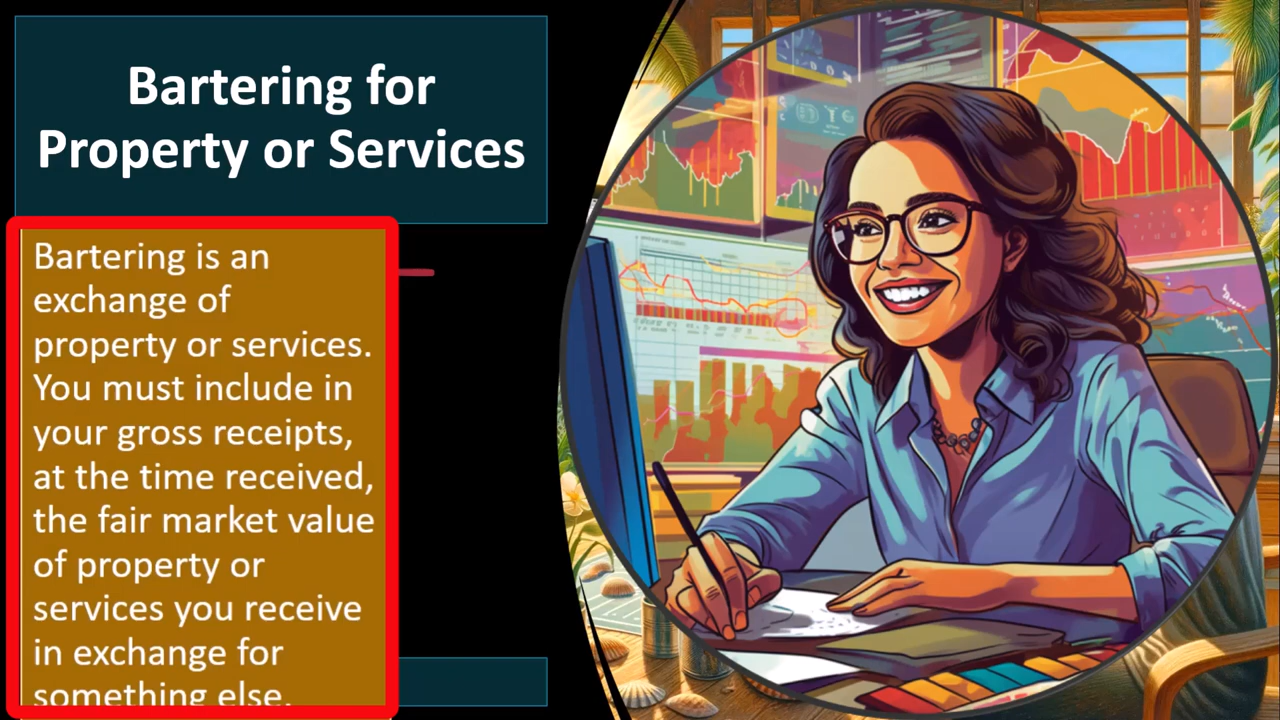 Bartering for
Property or Services
Bartering is an
exchange of
property or services.
You must include in
your gross receipts,
at the time received,
the fair market value
of property or
services you receive
in exchange for
something else.